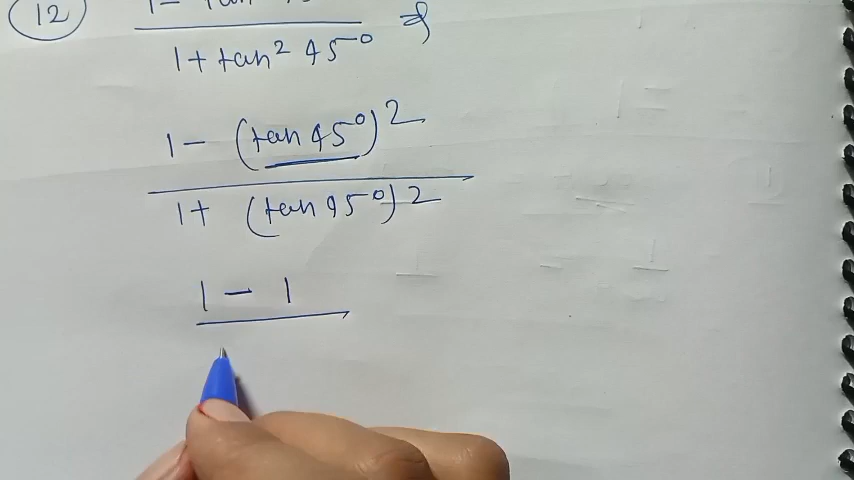 12
1 + tan² 45°
1 - (tan 45°)²
1 + (tan 45°)²
1 - 1